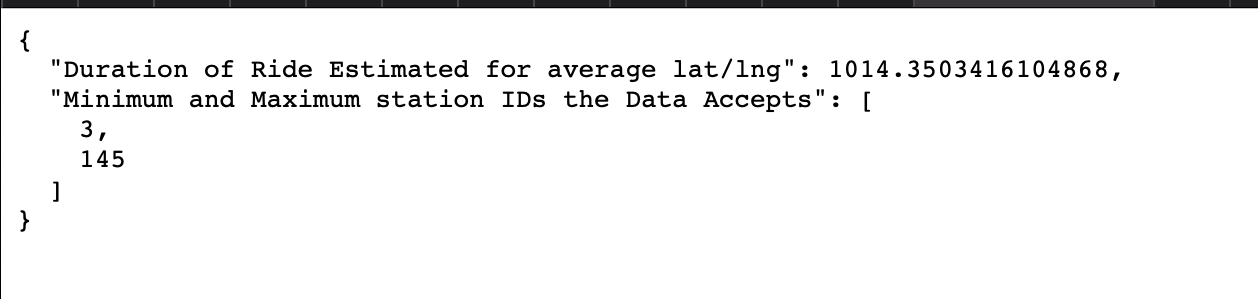 {
"Duration of Ride Estimated for average lat/lng": 1014.3503416104868,
"Minimum and Maximum station IDs the Data Accepts": [
3,
145
]
}